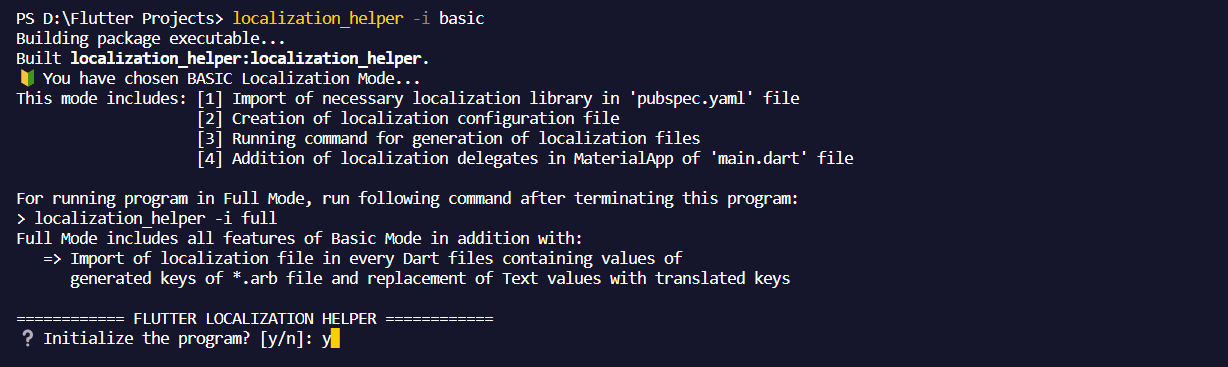 PS D:\Flutter Projects> localization_helper -i basic
Building package executable...
Built localization_helper:localization_helper.
🔰 You have chosen BASIC Localization Mode...
This mode includes: [1] Import of necessary localization library in 'pubspec.yaml' file
[2] Creation of localization configuration file
[3] Running command for generation of localization files
[4] Addition of localization delegates in MaterialApp of 'main.dart' file
For running program in Full Mode, run following command after terminating this program:
> localization_helper -i full
Full Mode includes all features of Basic Mode in addition with:
=> Import of localization file in every Dart files containing values of
generated keys of *.arb file and replacement of Text values with translated keys
============ FLUTTER LOCALIZATION HELPER ============
❔ Initialize the program? [y/n]: y